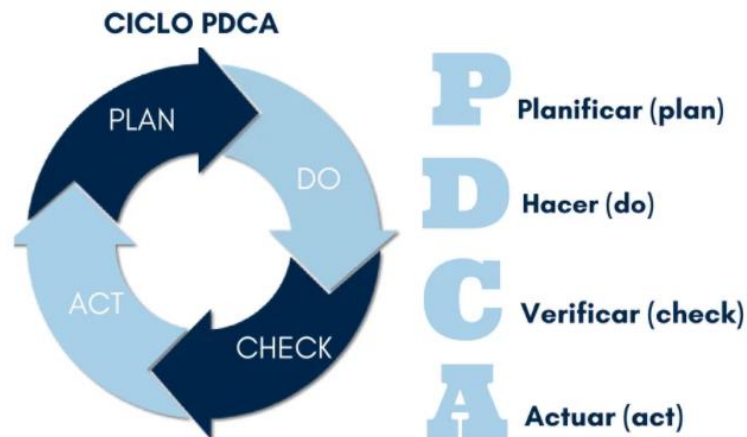 CICLO PDCA
PLAN
DO
CHECK
ACT
P Planificar (plan)
D Hacer (do)
C Verificar (check)
A Actuar (act)